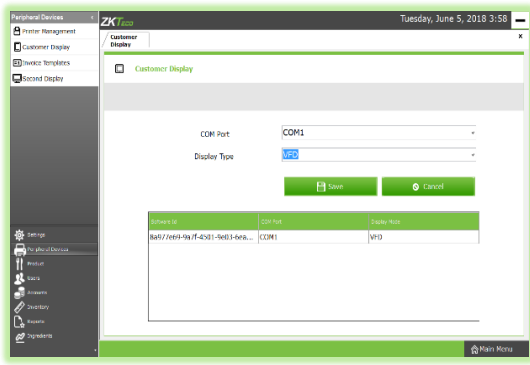 Peripheral Devices
Printer Management
Customer Display
Invoice Templates
Second Display
Settings
Peripheral Devices
Product
Users
Accounts
Inventory
Reports
Ingredients
ZKTeco
Tuesday, June 5, 2018 3:58
Customer
Display
x
Customer Display
COM Port
COM1
Display Type
VFD
Save
Cancel
Software Id
COM Port
Display Mode
COM1
VFD
Main Menu